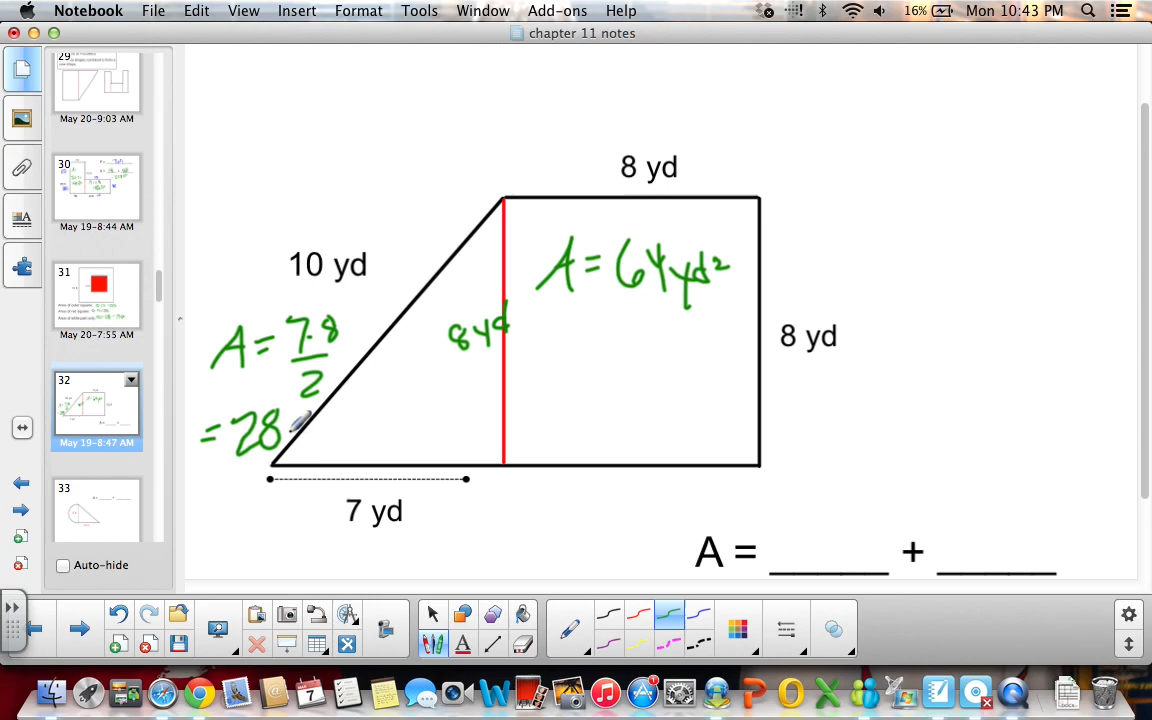 Notebook File Edit View Insert Format Tools Window Add-ons Help 16% Mon 10:43 PM
chapter 11 notes
29
May 20-9:03 AM
30
May 19-8:44 AM
31
May 20-7:55 AM
32
May 19-8:47 AM
33
Auto-hide
8 yd
10 yd
A = 64 yd²
A = 7·8
2
= 28
8 yd
8 yd
7 yd
A = ______ + ______